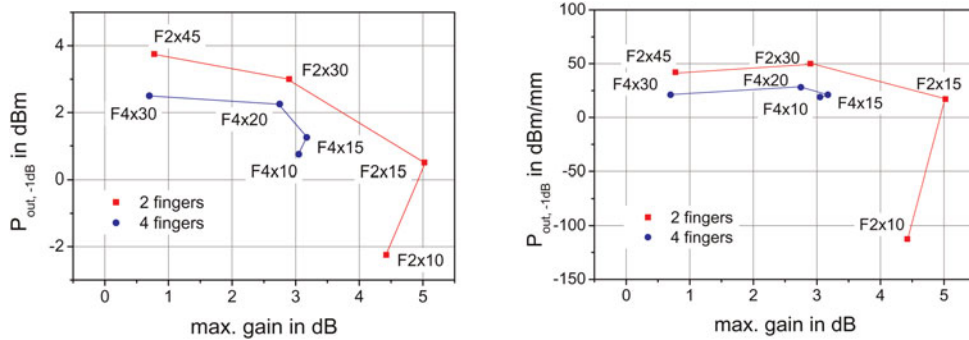 4
2
0
-2
0
1
2
3
4
5
P_out, -1dB in dBm
max. gain in dB
F2x45
F2x30
F4x30
F4x20
F4x15
F4x10
F2x15
F2x10
2 fingers
4 fingers
100
50
0
-50
-100
-150
0
1
2
3
4
5
P_out, -1dB in dBm/mm
max. gain in dB
F2x45
F2x30
F4x30
F4x20
F2x15
F4x10
F4x15
F2x10
2 fingers
4 fingers